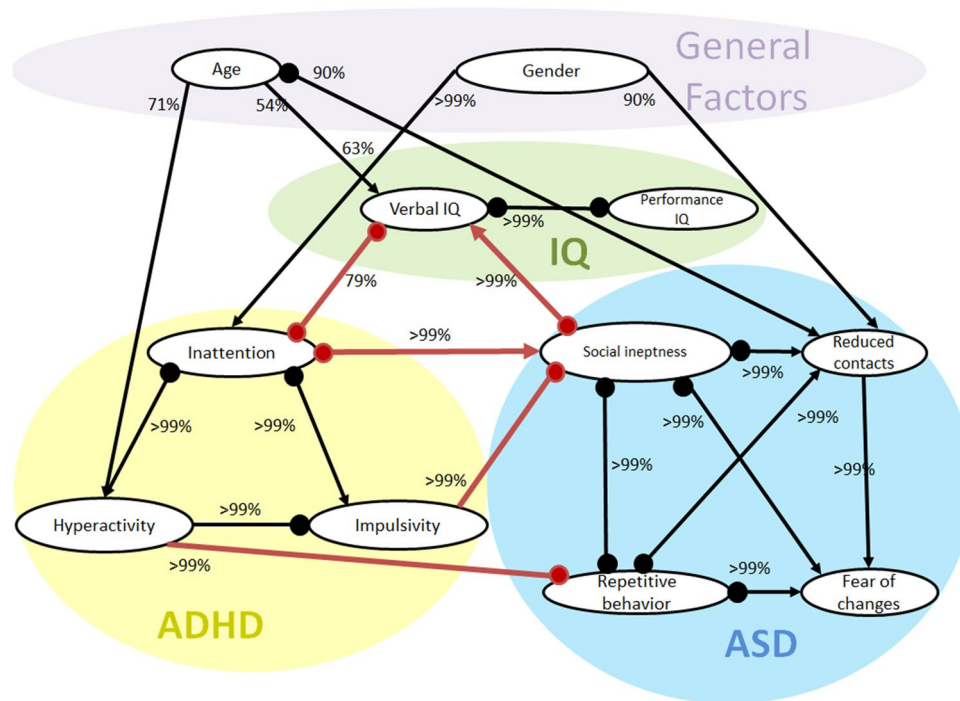 General
Factors
Age
Gender
90%
71%
54%
>99%
90%
63%
Verbal IQ
Performance
IQ
>99%
IQ
79%
>99%
Inattention
>99%
Social ineptness
Reduced
contacts
>99%
>99%
>99%
>99%
>99%
>99%
>99%
>99%
Hyperactivity
>99%
Impulsivity
>99%
Repetitive
behavior
>99%
Fear of
changes
ADHD
ASD